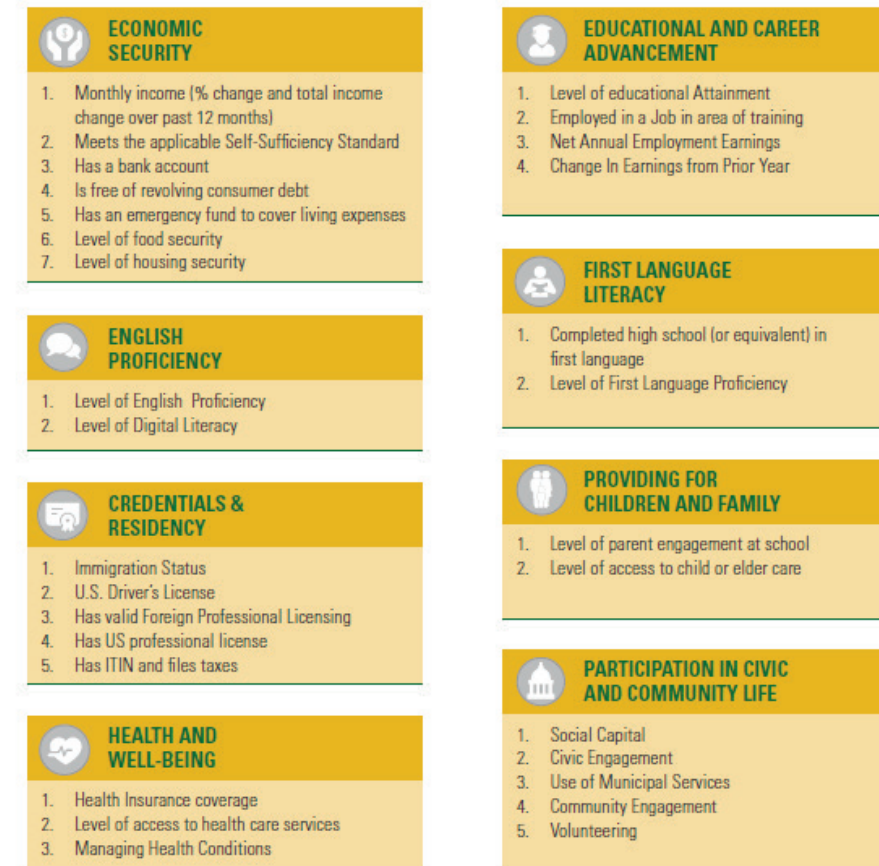 ECONOMIC
SECURITY
1. Monthly income (% change and total income
change over past 12 months)
2. Meets the applicable Self-Sufficiency Standard
3. Has a bank account
4. Is free of revolving consumer debt
5. Has an emergency fund to cover living expenses
6. Level of food security
7. Level of housing security
ENGLISH
PROFICIENCY
1. Level of English Proficiency
2. Level of Digital Literacy
CREDENTIALS &
RESIDENCY
1. Immigration Status
2. U.S. Driver's License
3. Has valid Foreign Professional Licensing
4. Has US professional license
5. Has ITIN and files taxes
HEALTH AND
WELL-BEING
1. Health Insurance coverage
2. Level of access to health care services
3. Managing Health Conditions
EDUCATIONAL AND CAREER
ADVANCEMENT
1. Level of educational Attainment
2. Employed in a Job in area of training
3. Net Annual Employment Earnings
4. Change In Earnings from Prior Year
FIRST LANGUAGE
LITERACY
1. Completed high school (or equivalent) in
first language
2. Level of First Language Proficiency
PROVIDING FOR
CHILDREN AND FAMILY
1. Level of parent engagement at school
2. Level of access to child or elder care
PARTICIPATION IN CIVIC
AND COMMUNITY LIFE
1. Social Capital
2. Civic Engagement
3. Use of Municipal Services
4. Community Engagement
5. Volunteering